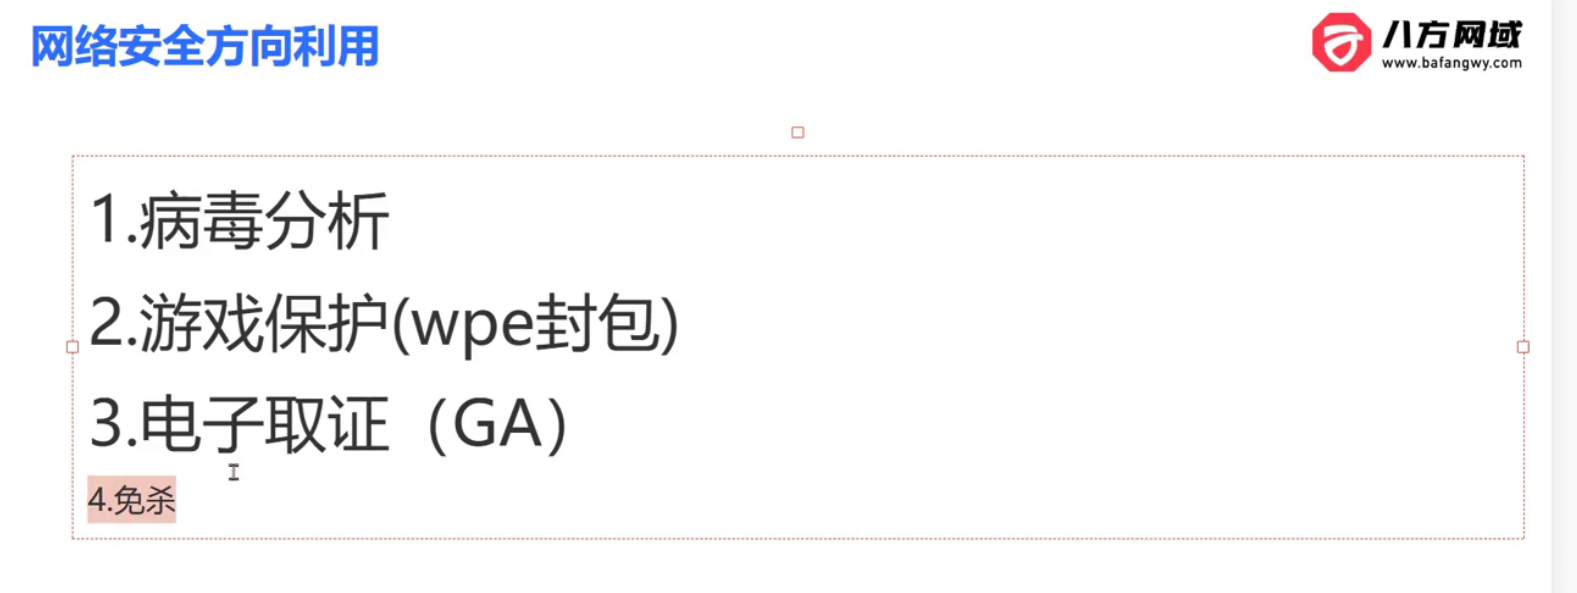 网络安全方向利用
八方网域
www.bafangwy.com
1.病毒分析
2.游戏保护(wpe封包)
3.电子取证（GA）
4.免杀